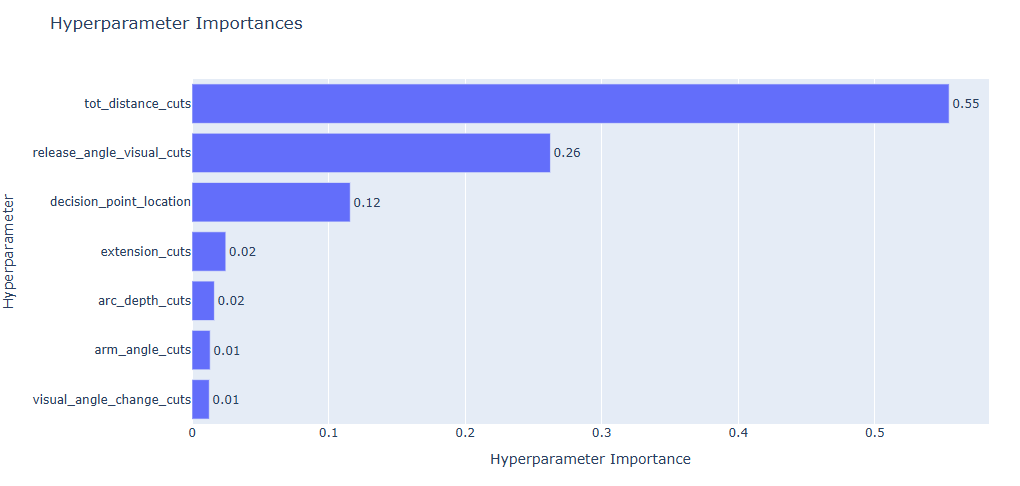 Hyperparameter Importances
Hyperparameter
tot_distance_cuts 0.55
release_angle_visual_cuts 0.26
decision_point_location 0.12
extension_cuts 0.02
arc_depth_cuts 0.02
arm_angle_cuts 0.01
visual_angle_change_cuts 0.01
0 0.1 0.2 0.3 0.4 0.5
Hyperparameter Importance